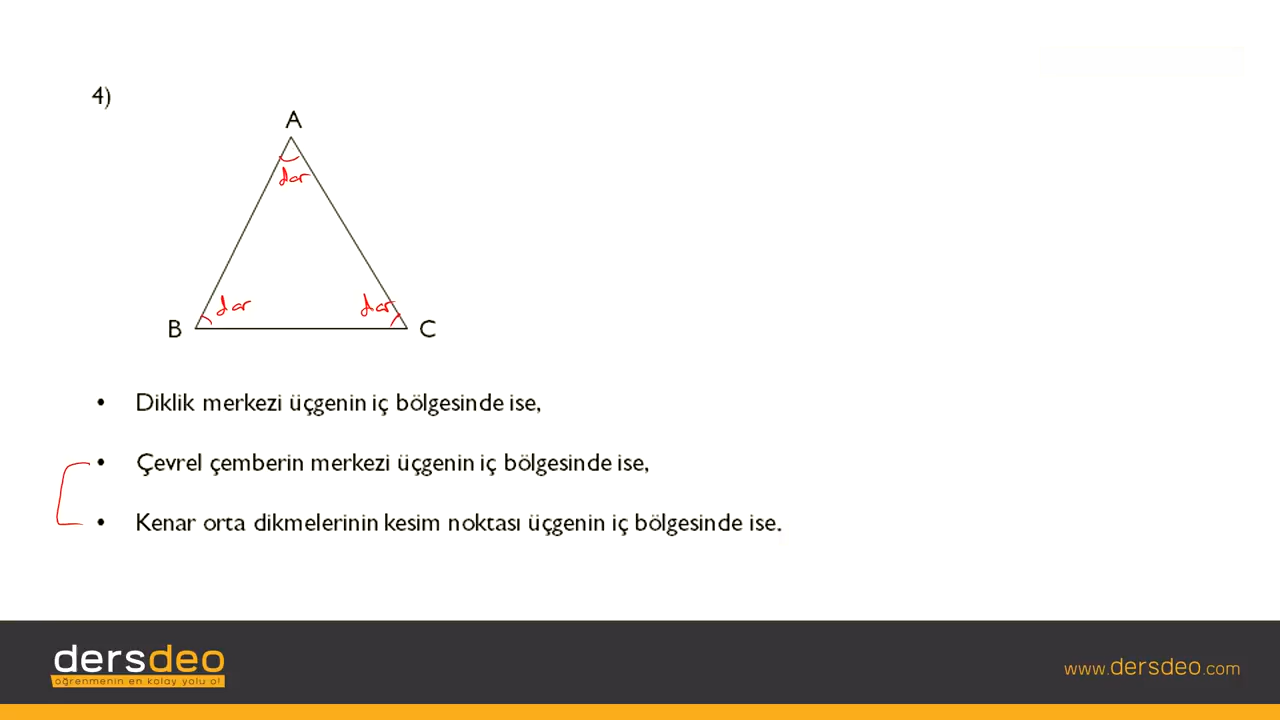 4)
A
dar
dar
dar
B
C
• Diklik merkezi üçgenin iç bölgesinde ise,
• Çevrel çemberin merkezi üçgenin iç bölgesinde ise,
• Kenar orta dikmelerinin kesim noktası üçgenin iç bölgesinde ise.
dersdeo
öğrenmenin en kolay yolu o!
www.dersdeo.com